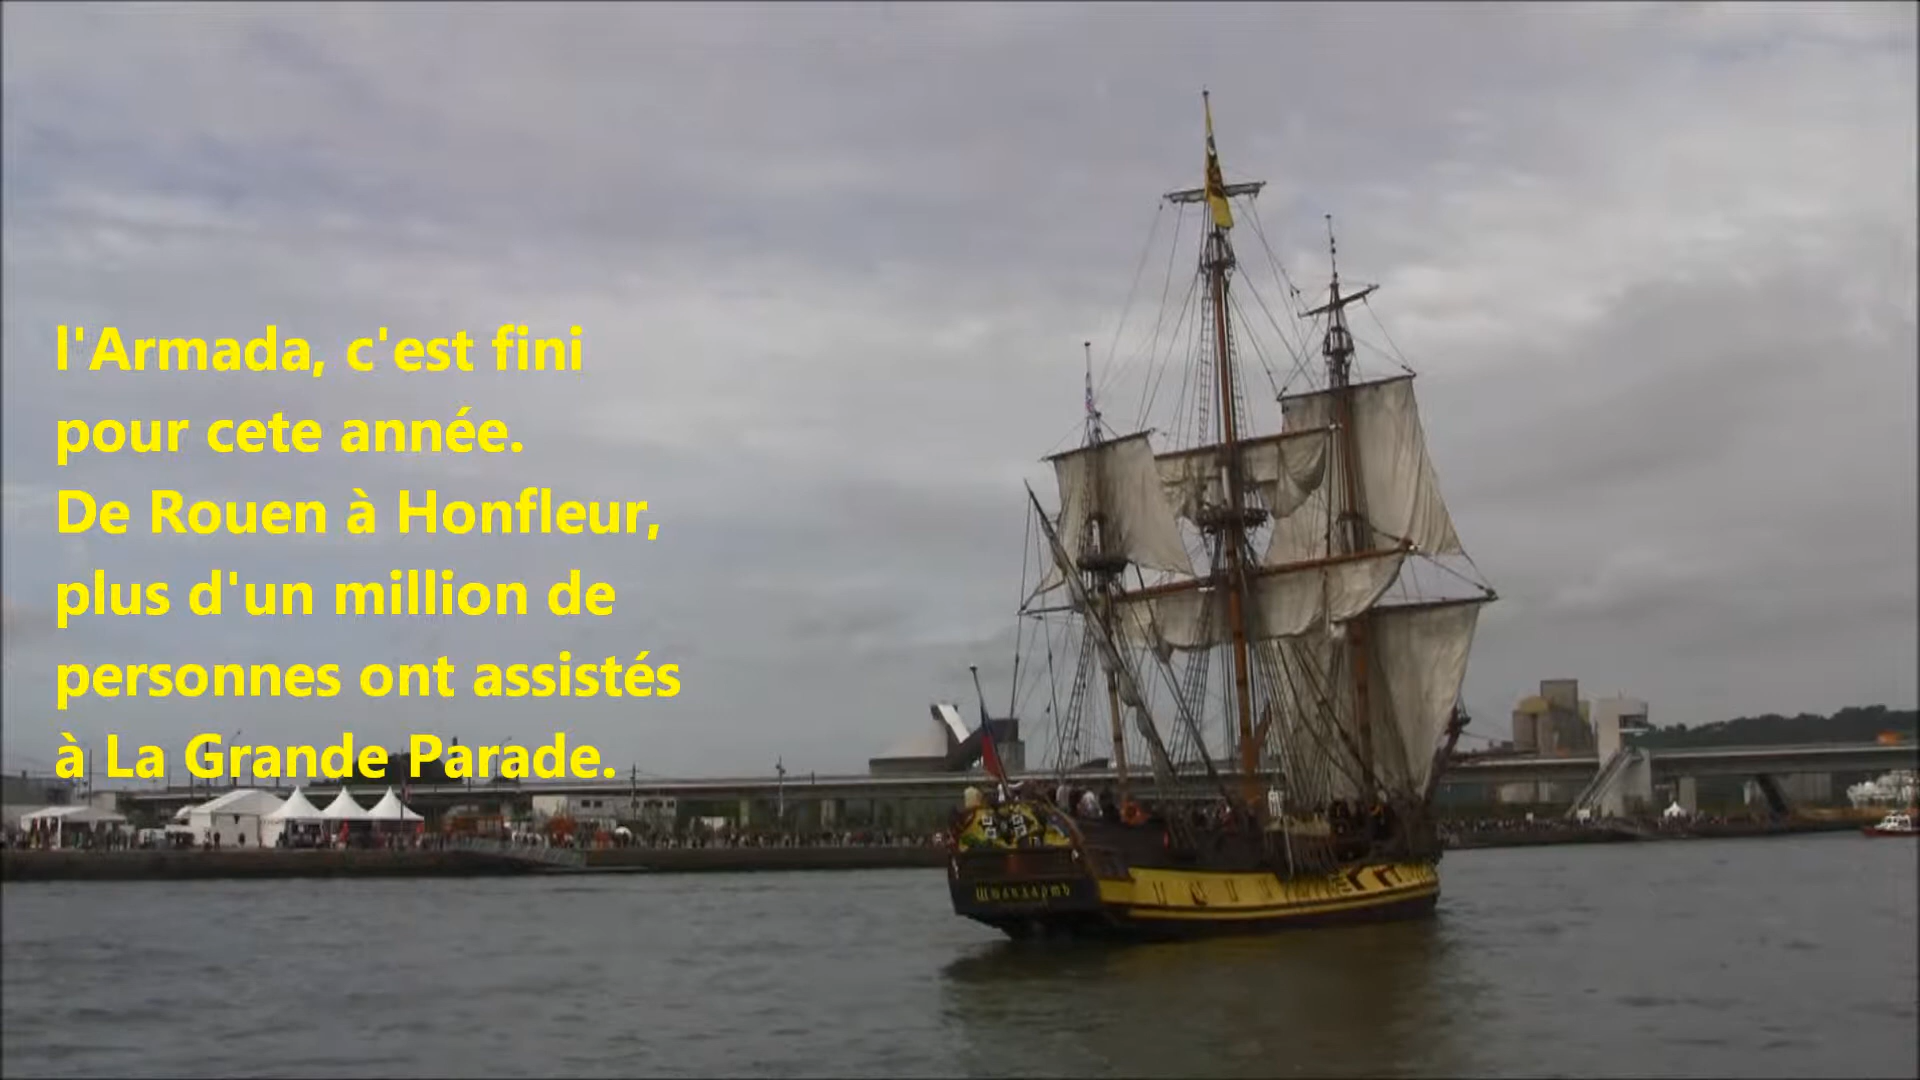 l'Armada, c'est fini
pour cete année.
De Rouen à Honfleur,
plus d'un million de
personnes ont assistés
à La Grande Parade.
Штандартъ